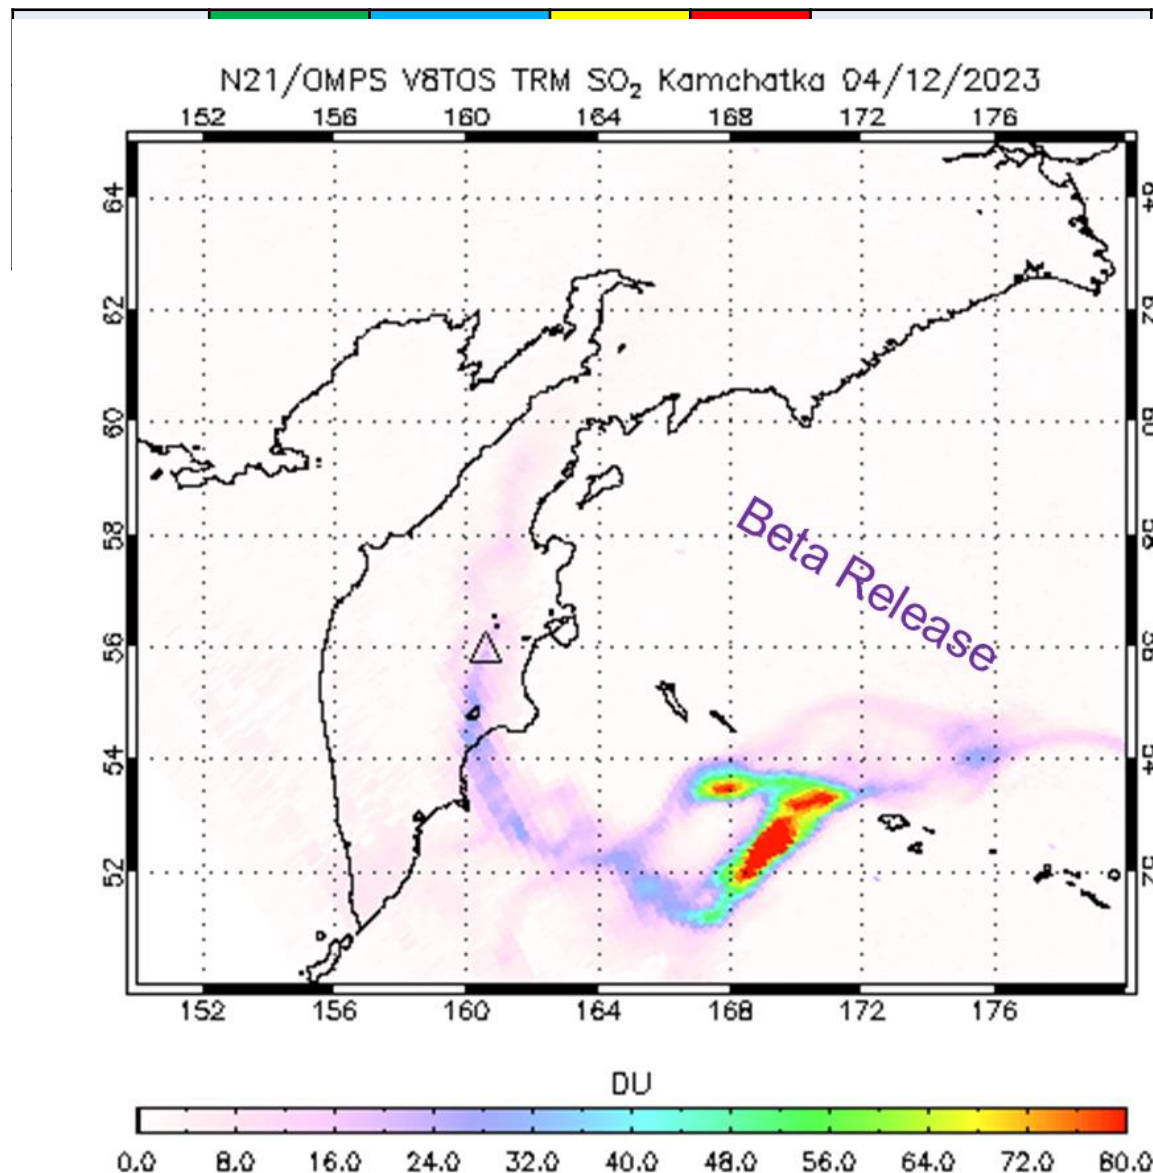 N21/OMPS V8TOS TRM SO₂ Kamchatka 04/12/2023
152 156 160 164 168 172 176
64
62
60
58
56
54
52
Beta Release
152 156 160 164 168 172 176
DU
0.0 8.0 16.0 24.0 32.0 40.0 48.0 56.0 64.0 72.0 80.0